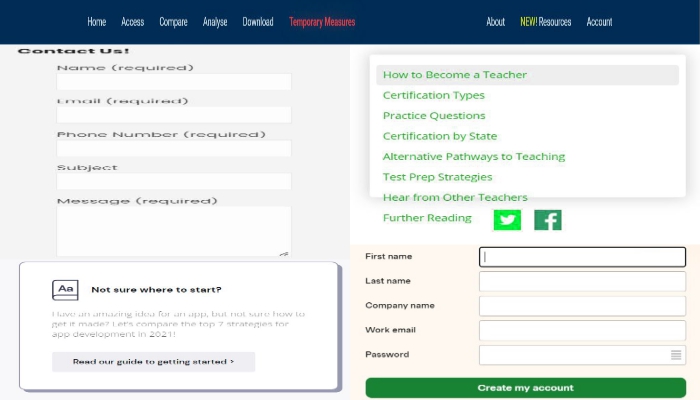 Home Access Compare Analyse Download Temporary Measures About NEW! Resources Account
Contact Us!
Name (required)
Email (required)
Phone Number (required)
Subject
Message (required)
How to Become a Teacher
Certification Types
Practice Questions
Certification by State
Alternative Pathways to Teaching
Test Prep Strategies
Hear from Other Teachers
Further Reading
Aa Not sure where to start?
Have an amazing idea for an app, but not sure how to
get it made? Let's compare the top 7 strategies for
app development in 2021!
Read our guide to getting started >
First name
Last name
Company name
Work email
Password
Create my account